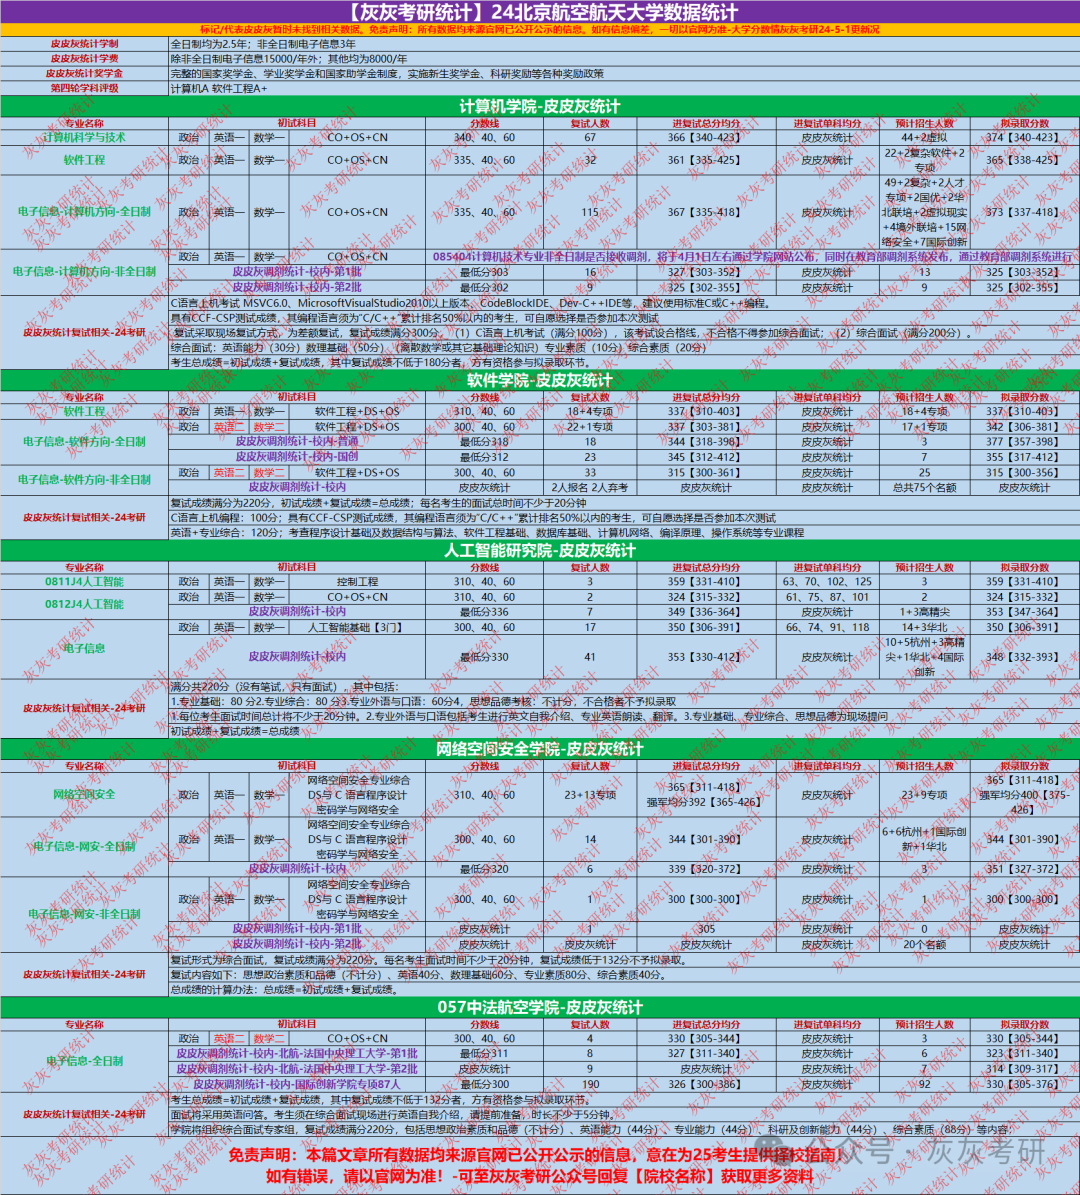 【灰灰考研统计】24北京航空航天大学数据统计
标记/代表皮皮灰暂时未找到相关数据。免责声明：所有数据均来源官网已公开公示的信息。如有信息偏差，一切以官网为准-大学分数情灰灰考研24-5-1更新况
皮皮灰统计学制 全日制均为2.5年；非全日制电子信息3年
皮皮灰统计学费 除非全日制电子信息15000/年外；其他均为8000/年
皮皮灰统计奖学金 完整的国家奖学金、学业奖学金和国家助学金制度，实施新生奖学金、科研奖励等各种奖励政策
第四轮学科评级 计算机A 软件工程A+
计算机学院-皮皮灰统计
专业名称 初试科目 分数线 复试人数 进复试总分均分 进复试单科均分 预计招生人数 拟录取分数
计算机科学与技术 政治 英语一 数学一 CO+OS+CN 340、40、60 67 366【340-423】 皮皮灰统计 44+2虚拟 374【340-423】
软件工程 政治 英语一 数学一 CO+OS+CN 335、40、60 32 361【335-425】 皮皮灰统计 22+2复杂软件+2专项 365【338-425】
电子信息-计算机方向-全日制 政治 英语一 数学一 CO+OS+CN 335、40、60 115 367【335-418】 皮皮灰统计 49+2复杂+2人才专项+2国优+2华北联培+2虚拟现实+4境外联培+15网络安全+7国际创新 373【337-418】
电子信息-计算机方向-非全日制 政治 英语一 数学一 CO+OS+CN 085404计算机技术专业非全日制是否接收调剂，将于4月1日左右通过学院网站公布，同时在教育部调剂系统发布，通过教育部调剂系统进行
皮皮灰调剂统计-校内-第1批 最低分303 16 327【303-352】 皮皮灰统计 13 325【303-352】
皮皮灰调剂统计-校内-第2批 最低分302 9 325【302-355】 皮皮灰统计 9 325【302-355】
皮皮灰统计复试相关-24考研 C语言上机考试 MSVC6.0、MicrosoftVisualStudio2010以上版本、CodeBlockIDE、Dev-C++IDE等，建议使用标准C或C++编程。
具有CCF-CSP测试成绩，其编程语言须为"C/C++"累计排名50%以内的考生，可自愿选择是否参加本次测试
复试采取现场复试方式，为差额复试，复试成绩满分300分。（1）C语言上机考试（满分100分），该考试设合格线，不合格不得参加综合面试；（2）综合面试（满分200分）。
综合面试：英语能力（30分）数理基础（50分）（离散数学或其它基础理论知识）专业素质（10分）综合素质（20分）
考生总成绩=初试成绩+复试成绩，其中复试成绩不低于180分者，方有资格参与拟录取环节。
软件学院-皮皮灰统计
专业名称 初试科目 分数线 复试人数 进复试总分均分 进复试单科均分 预计招生人数 拟录取分数
软件工程 政治 英语一 数学一 软件工程+DS+OS 310、40、60 18+4专项 337【310-403】 皮皮灰统计 18+4专项 337【310-403】
电子信息-软件方向-全日制 政治 英语二 数学二 软件工程+DS+OS 300、40、60 22+1专项 337【303-381】 皮皮灰统计 17+1专项 342【306-381】
皮皮灰调剂统计-校内-普通 最低分318 18 344【318-398】 皮皮灰统计 3 377【357-398】
皮皮灰调剂统计-校内-国创 最低分312 23 345【312-412】 皮皮灰统计 7 355【317-412】
电子信息-软件方向-非全日制 政治 英语二 数学二 软件工程+DS+OS 300、40、60 33 315【300-361】 皮皮灰统计 25 315【300-356】
皮皮灰调剂统计-校内 皮皮灰统计 2人报名 2人弃考 皮皮灰统计 皮皮灰统计 总共75个名额 皮皮灰统计
皮皮灰统计复试相关-24考研 复试成绩满分为220分，初试成绩+复试成绩=总成绩；每名考生的面试总时间不少于20分钟
C语言上机编程：100分；具有CCF-CSP测试成绩，其编程语言须为"C/C++"累计排名50%以内的考生，可自愿选择是否参加本次测试
英语+专业综合：120分；考查程序设计基础及数据结构与算法、软件工程基础、数据库基础、计算机网络、编译原理、操作系统等专业课程
人工智能研究院-皮皮灰统计
专业名称 初试科目 分数线 复试人数 进复试总分均分 进复试单科均分 预计招生人数 拟录取分数
0811J4人工智能 政治 英语一 数学一 控制工程 310、40、60 3 359【331-410】 63、70、102、125 3 359【331-410】
0812J4人工智能 政治 英语一 数学一 CO+OS+CN 310、40、60 2 324【315-332】 61、75、87、101 2 324【315-332】
皮皮灰调剂统计-校内 最低分336 7 349【336-364】 皮皮灰统计 1+3高精尖 353【347-364】
电子信息 政治 英语一 数学一 人工智能基础【3门】 300、40、60 17 350【306-391】 66、74、91、118 14+3华北 350【306-391】
皮皮灰调剂统计-校内 最低分330 41 353【330-412】 皮皮灰统计 10+5杭州+3高精尖+1华北+4国际创新 348【332-393】
皮皮灰统计复试相关-24考研 满分共220分（没有笔试，只有面试）。其中包括：
1.专业基础：80 分2.专业综合：80 分3.专业外语与口语：60分4，思想品德考核：不计分，不合格者不予拟录取
1.每位考生面试时间总计将不少于20分钟。2.专业外语与口语包括考生进行英文自我介绍、专业英语朗读、翻译。3.专业基础、专业综合、思想品德为现场提问
初试成绩+复试成绩=总成绩
网络空间安全学院-皮皮灰统计
专业名称 初试科目 分数线 复试人数 进复试总分均分 进复试单科均分 预计招生人数 拟录取分数
网络空间安全 政治 英语一 数学一 网络空间安全专业综合 DS与 C 语言程序设计 密码学与网络安全 310、40、60 23+13专项 365【311-418】 强军均分392【365-426】 皮皮灰统计 23+9专项 365【311-418】 强军均分400【375-426】
电子信息-网安-全日制 政治 英语一 数学一 网络空间安全专业综合 DS与 C 语言程序设计 密码学与网络安全 300、40、60 14 344【301-390】 皮皮灰统计 6+6杭州+1国际创新+1华北 344【301-390】
皮皮灰调剂统计-校内 最低分320 6 339【320-372】 皮皮灰统计 3 351【327-372】
电子信息-网安-非全日制 政治 英语一 数学一 网络空间安全专业综合 DS与 C 语言程序设计 密码学与网络安全 300、40、60 1 300【300-300】 皮皮灰统计 1 300【300-300】
皮皮灰调剂统计-校内-第1批 皮皮灰统计 1 305 皮皮灰统计 0 皮皮灰统计
皮皮灰调剂统计-校内-第2批 皮皮灰统计 皮皮灰统计 皮皮灰统计 皮皮灰统计 20个名额 皮皮灰统计
皮皮灰统计复试相关-24考研 复试形式为综合面试，复试成绩满分为220分。每名考生面试时间不少于20分钟，复试成绩低于132分不予拟录取。
复试内容如下：思想政治素质和品德（不计分）、英语40分、数理基础60分、专业素质80分、综合素质40分。
总成绩的计算办法：总成绩=初试成绩+复试成绩。
057中法航空学院-皮皮灰统计
专业名称 初试科目 分数线 复试人数 进复试总分均分 进复试单科均分 预计招生人数 拟录取分数
电子信息-全日制 政治 英语二 数学二 CO+OS+CN 300、40、60 4 330【305-344】 皮皮灰统计 3 330【305-344】
皮皮灰调剂统计-校内-北航-法国中央理工大学-第1批 最低分311 8 327【311-340】 皮皮灰统计 6 323【311-340】
皮皮灰调剂统计-校内-北航-法国中央理工大学-第2批 皮皮灰统计 9 皮皮灰统计 皮皮灰统计 7 314【309-317】
皮皮灰调剂统计-校内-国际创新学院专项87人 最低分300 190 326【300-386】 皮皮灰统计 92 330【305-376】
皮皮灰统计复试相关-24考研 考生总成绩=初试成绩+复试成绩，其中复试成绩不低于132分者，方有资格参与拟录取环节。
面试将采用英语问答。考生须在综合面试现场进行英语自我介绍，请提前准备，时长不少于5分钟。
学院将组织综合面试专家组，复试成绩满分220分，包括思想政治素质和品德（不计分）、英语能力（44分）、专业能力（44分）、科研及创新能力（44分）、综合素质（88分）等内容；
免责声明：本篇文章所有数据均来源官网已公开公示的信息，意在为25考生提供择校指南！
如有错误，请以官网为准！-可至灰灰考研公众号回复【院校名称】获取更多资料
公众号 · 灰灰考研
灰灰考研统计